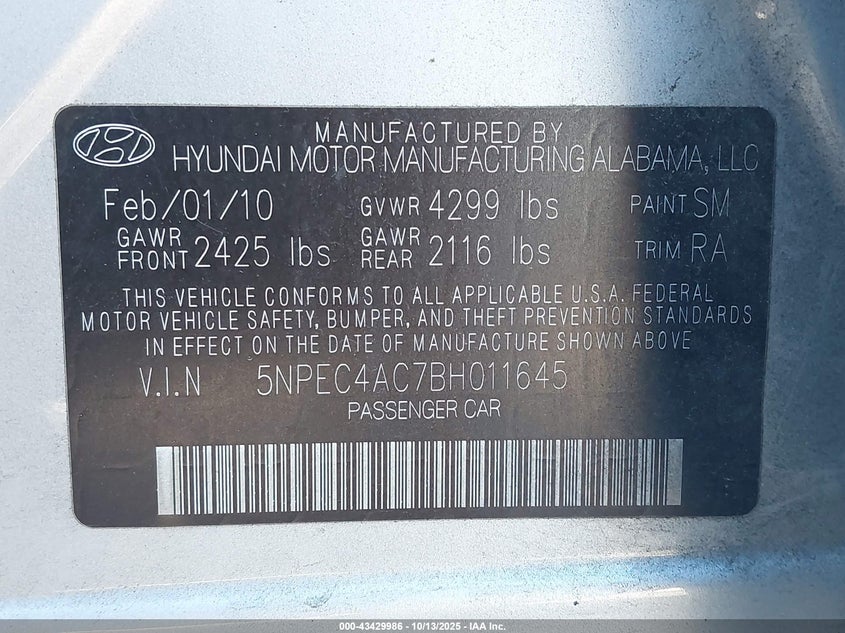 MANUFACTURED BY
HYUNDAI MOTOR MANUFACTURING ALABAMA, LLC
Feb/01/10 GVWR 4299 lbs PAINT SM
GAWR FRONT 2425 lbs GAWR REAR 2116 lbs TRIM RA
THIS VEHICLE CONFORMS TO ALL APPLICABLE U.S.A. FEDERAL
MOTOR VEHICLE SAFETY, BUMPER, AND THEFT PREVENTION STANDARDS
IN EFFECT ON THE DATE OF MANUFACTURE SHOWN ABOVE
V.I.N 5NPEC4AC7BH011645
PASSENGER CAR
000-43429986 - 10/13/2025 - IAA Inc.